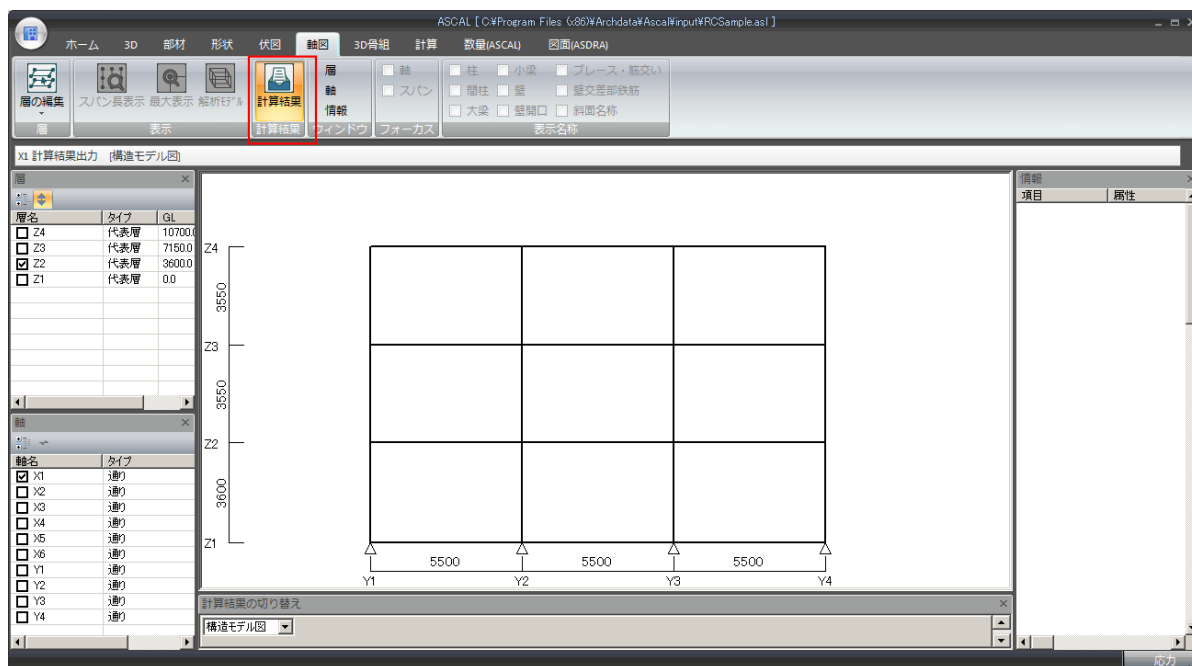 ASCAL [ C:¥Program Files (x86)¥Archdata¥Ascal¥input¥RCSample.asl ]
ホーム 3D 部材 形状 伏図 軸図 3D骨組 計算 数量(ASCAL) 図面(ASDRA)
層の編集 スパン長表示 最大表示 解析ﾓﾃﾞﾙ 計算結果
層
軸
情報
軸
スパン
柱 小梁 ブレース・筋交い
間柱 壁 壁交差部鉄筋
大梁 壁開口 斜面名称
層 表示 計算結果 ウィンドウ フォーカス 表示名称
X1 計算結果出力 [構造モデル図]
層
層名 タイプ GL
Z4 代表層 10700.0
Z3 代表層 7150.0
Z2 代表層 3600.0
Z1 代表層 0.0
軸
軸名 タイプ
X1 通り
X2 通り
X3 通り
X4 通り
X5 通り
X6 通り
Y1 通り
Y2 通り
Y3 通り
Y4 通り
Z4
3550
Z3
3550
Z2
3600
Z1
5500 5500 5500
Y1 Y2 Y3 Y4
計算結果の切り替え
構造モデル図
情報
項目 属性
応力